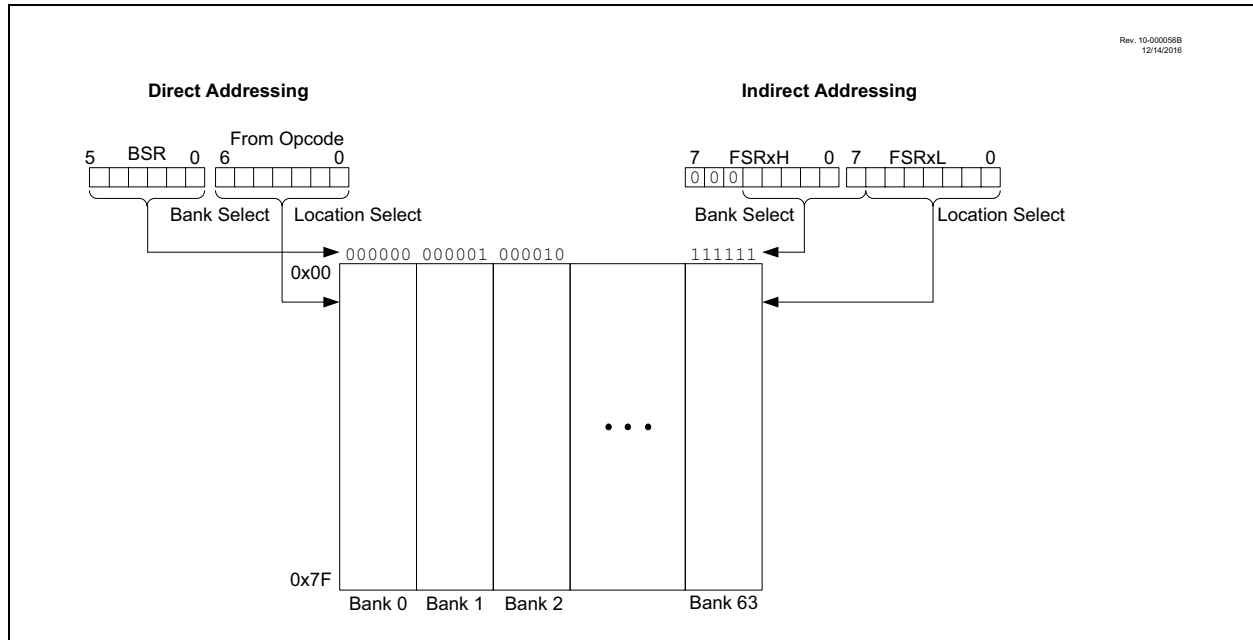 Rev. 10-000056B
12/14/2016
Direct Addressing
Indirect Addressing
From Opcode
5 BSR 0 6 0
7 FSRxH 0 7 FSRxL 0
0 0 0
Bank Select Location Select
Bank Select Location Select
000000 000001 000010 111111
0x00
0x7F
Bank 0 Bank 1 Bank 2 Bank 63